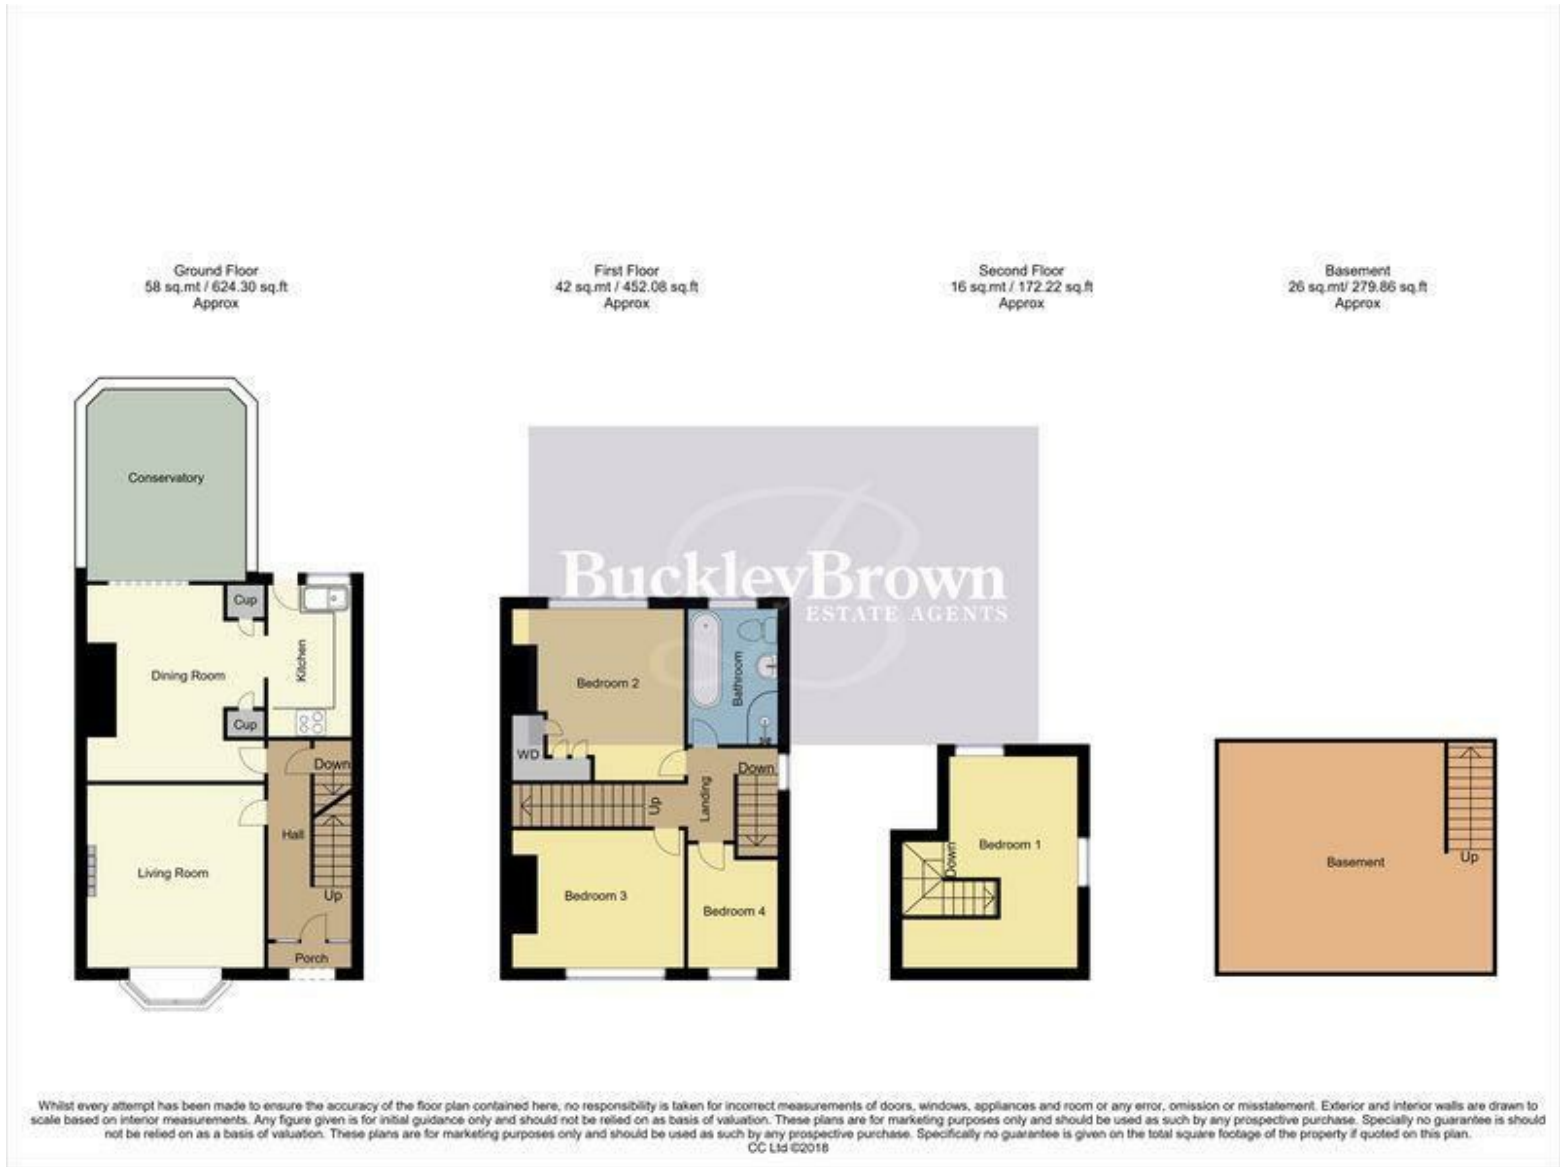 Ground Floor
58 sq.mt / 624.30 sq.ft
Approx
First Floor
42 sq.mt / 452.08 sq.ft
Approx
Second Floor
16 sq.mt / 172.22 sq.ft
Approx
Basement
26 sq.mt/ 279.86 sq.ft
Approx
Conservatory
Cup
Kitchen
Dining Room
Cup
Down
Hall
Living Room
Up
Porch
BuckleyBrown
ESTATE AGENTS
Bedroom 2
Bathroom
WD
Down
Up
Landing
Bedroom 3
Bedroom 4
Bedroom 1
Down
Basement
Up
Whilst every attempt has been made to ensure the accuracy of the floor plan contained here, no responsibility is taken for incorrect measurements of doors, windows, appliances and room or any error, omission or misstatement. Exterior and interior walls are drawn to
scale based on interior measurements. Any figure given is for initial guidance only and should not be relied on as basis of valuation. These plans are for marketing purposes only and should be used as such by any prospective purchase. Specially no guarantee is should
not be relied on as a basis of valuation. These plans are for marketing purposes only and should be used as such by any prospective purchase. Specifically no guarantee is given on the total square footage of the property if quoted on this plan.
CC Ltd ©2018